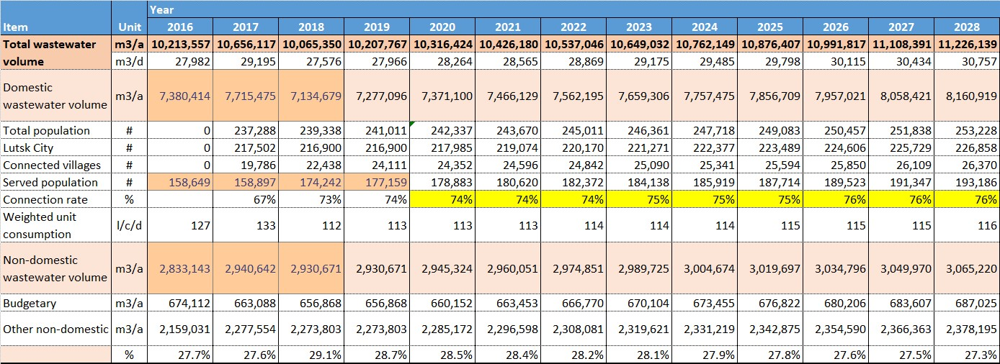 Year
Item Unit 2016 2017 2018 2019 2020 2021 2022 2023 2024 2025 2026 2027 2028
Total wastewater volume m3/a 10,213,557 10,656,117 10,065,350 10,207,767 10,316,424 10,426,180 10,537,046 10,649,032 10,762,149 10,876,407 10,991,817 11,108,391 11,226,139
m3/d 27,982 29,195 27,576 27,966 28,264 28,565 28,869 29,175 29,485 29,798 30,115 30,434 30,757
Domestic wastewater volume m3/a 7,380,414 7,715,475 7,134,679 7,277,096 7,371,100 7,466,129 7,562,195 7,659,306 7,757,475 7,856,709 7,957,021 8,058,421 8,160,919
Total population # 0 237,288 239,338 241,011 242,337 243,670 245,011 246,361 247,718 249,083 250,457 251,838 253,228
Lutsk City # 0 217,502 216,900 216,900 217,985 219,074 220,170 221,271 222,377 223,489 224,606 225,729 226,858
Connected villages # 0 19,786 22,438 24,111 24,352 24,596 24,842 25,090 25,341 25,594 25,850 26,109 26,370
Served population # 158,649 158,897 174,242 177,159 178,883 180,620 182,372 184,138 185,919 187,714 189,523 191,347 193,186
Connection rate % 67% 73% 74% 74% 74% 74% 75% 75% 75% 76% 76% 76%
Weighted unit consumption l/c/d 127 133 112 113 113 113 114 114 114 115 115 115 116
Non-domestic wastewater volume m3/a 2,833,143 2,940,642 2,930,671 2,930,671 2,945,324 2,960,051 2,974,851 2,989,725 3,004,674 3,019,697 3,034,796 3,049,970 3,065,220
Budgetary m3/a 674,112 663,088 656,868 656,868 660,152 663,453 666,770 670,104 673,455 676,822 680,206 683,607 687,025
Other non-domestic m3/a 2,159,031 2,277,554 2,273,803 2,273,803 2,285,172 2,296,598 2,308,081 2,319,621 2,331,219 2,342,875 2,354,590 2,366,363 2,378,195
% 27.7% 27.6% 29.1% 28.7% 28.5% 28.4% 28.2% 28.1% 27.9% 27.8% 27.6% 27.5% 27.3%